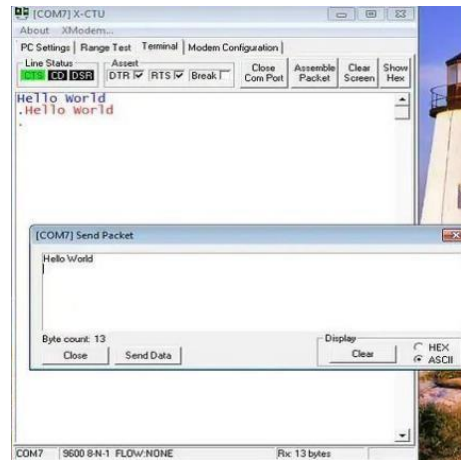 [COM7] X-CTU
About XModem...
PC Settings Range Test Terminal Modem Configuration
Line Status
CTS CD DSR
Assert
DTR RTS Break
Close Com Port
Assemble Packet
Clear Screen
Show Hex
Hello World
.Hello World
.
[COM7] Send Packet
Hello World
Byte count: 13
Close Send Data
Display
Clear
HEX
ASCII
COM7 9600 8-N-1 FLOW:NONE Rx: 13 bytes